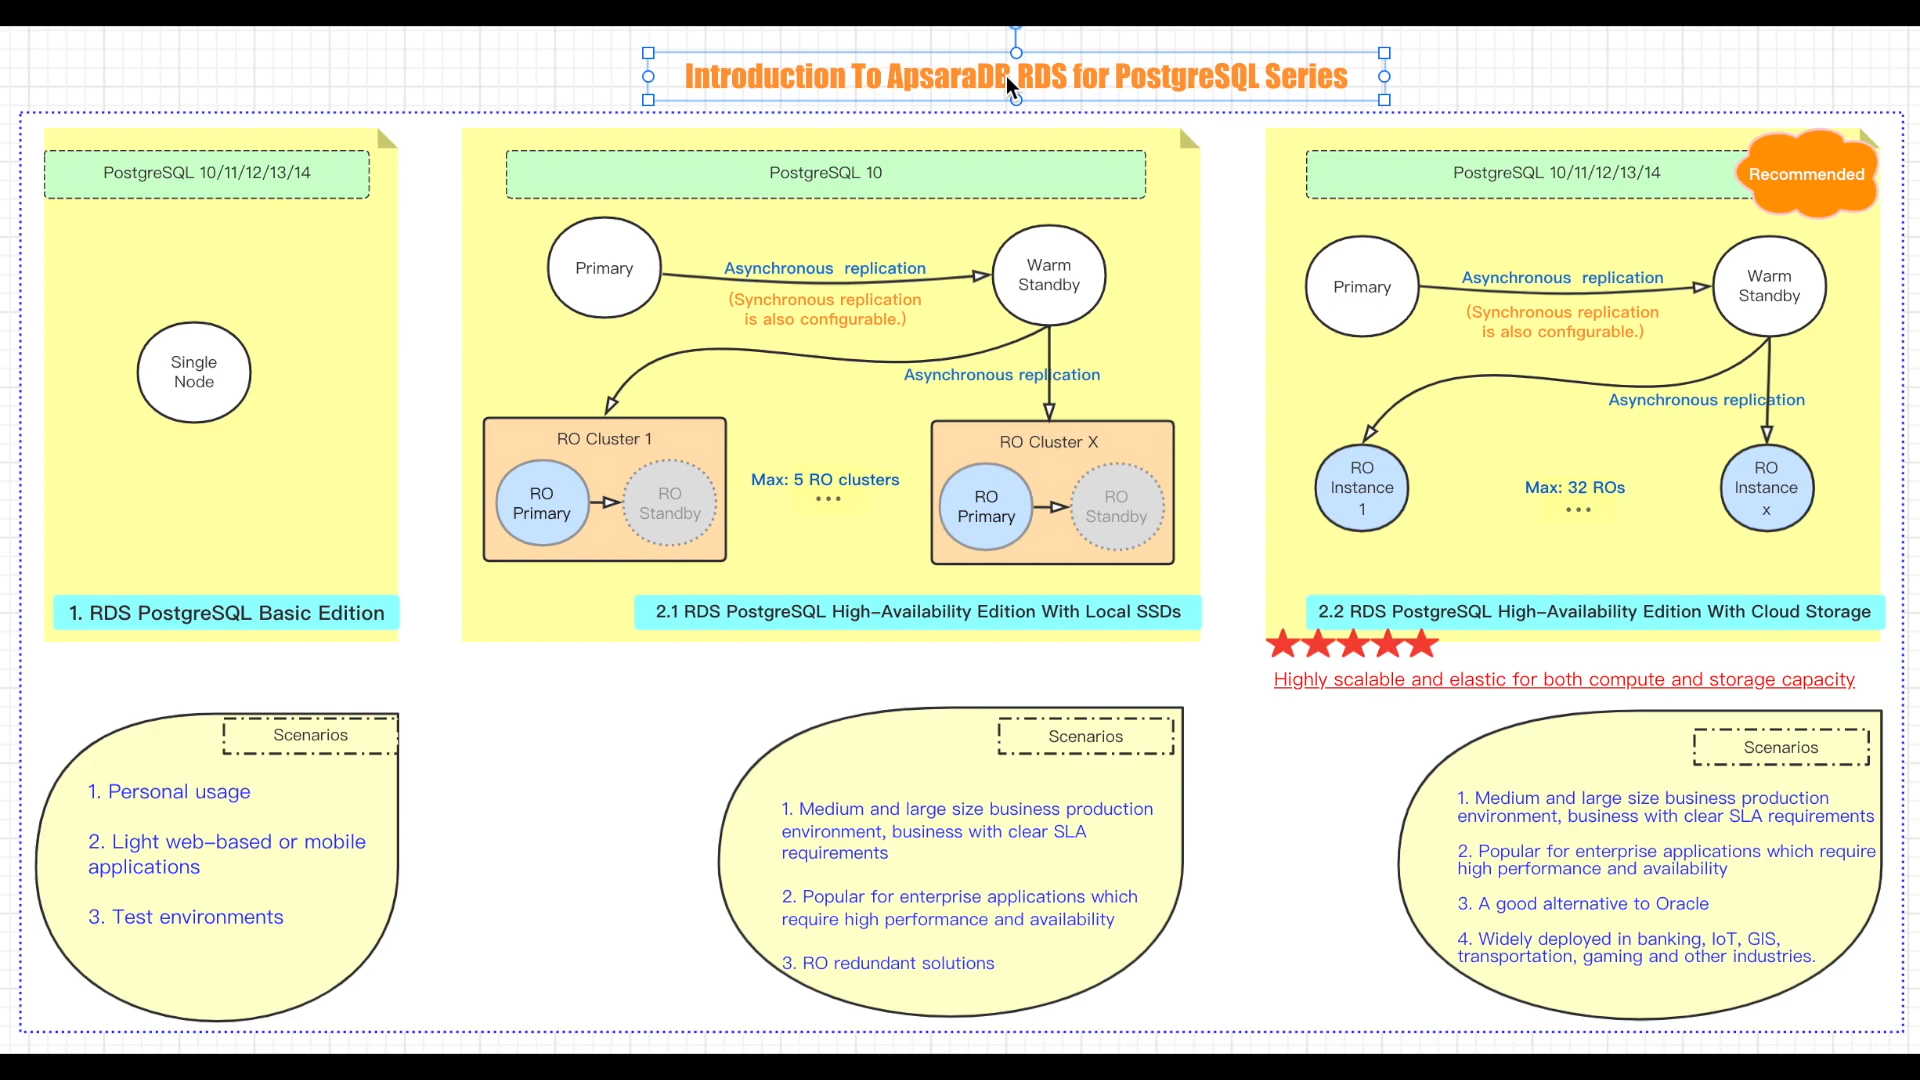 Introduction To ApsaraDB RDS for PostgreSQL Series
PostgreSQL 10/11/12/13/14
Single
Node
1. RDS PostgreSQL Basic Edition
PostgreSQL 10
Primary
Asynchronous replication
(Synchronous replication
is also configurable.)
Warm
Standby
Asynchronous replication
RO Cluster 1
RO
Primary
RO
Standby
Max: 5 RO clusters
...
RO Cluster X
RO
Primary
RO
Standby
2.1 RDS PostgreSQL High-Availability Edition With Local SSDs
PostgreSQL 10/11/12/13/14
Recommended
Primary
Asynchronous replication
(Synchronous replication
is also configurable.)
Warm
Standby
Asynchronous replication
RO
Instance
1
Max: 32 ROs
...
RO
Instance
x
2.2 RDS PostgreSQL High-Availability Edition With Cloud Storage
Highly scalable and elastic for both compute and storage capacity
Scenarios
1. Personal usage
2. Light web-based or mobile
applications
3. Test environments
Scenarios
1. Medium and large size business production
environment, business with clear SLA
requirements
2. Popular for enterprise applications which
require high performance and availability
3. RO redundant solutions
Scenarios
1. Medium and large size business production
environment, business with clear SLA requirements
2. Popular for enterprise applications which require
high performance and availability
3. A good alternative to Oracle
4. Widely deployed in banking, IoT, GIS,
transportation, gaming and other industries.